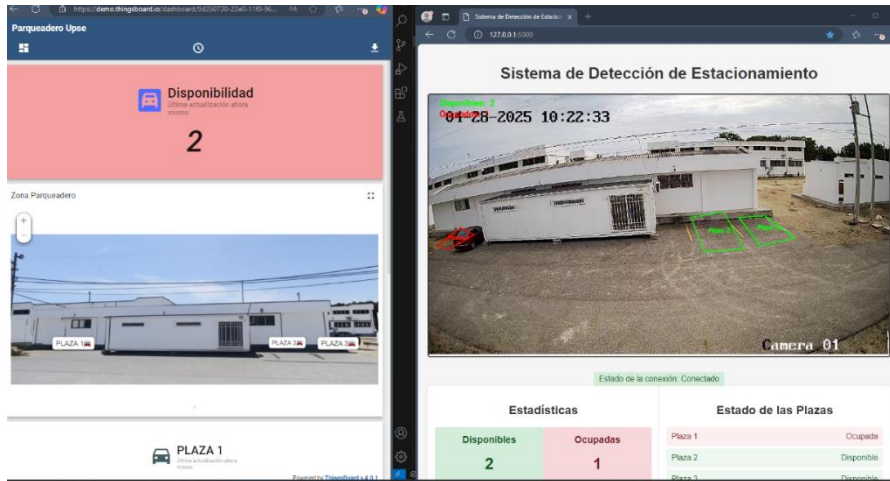 https://demo.thingsboard.io/dashboard/
Parqueadero Upse
Disponibilidad
Última actualización ahora
mismo
2
Zona Parqueadero
+
-
PLAZA 1
PLAZA 2
PLAZA 3
PLAZA 1
Última actualización ahora
mismo
Powered by ThingsBoard v.4.0.1
Sistema de Detección de Estacio
127.0.0.1:5000
Sistema de Detección de Estacionamiento
Disponibles: 2
04-28-2025 10:22:33
Plaza 2
Camera 01
Estado de la conexión Conectado
Estadísticas
Disponibles
2
Ocupadas
1
Estado de las Plazas
Plaza 1 Ocupada
Plaza 2 Disponible
Plaza 3 Disponible